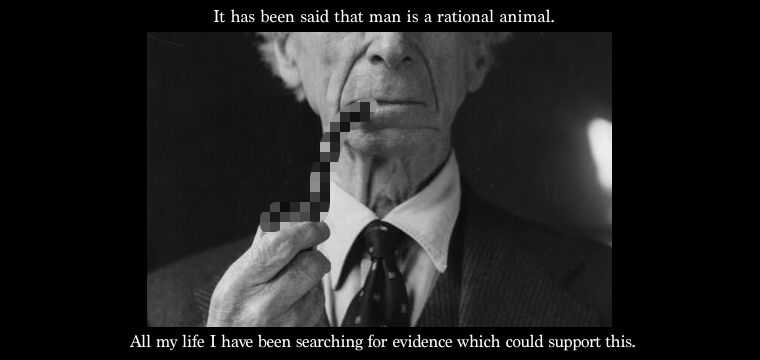 It has been said that man is a rational animal.
All my life I have been searching for evidence which could support this.